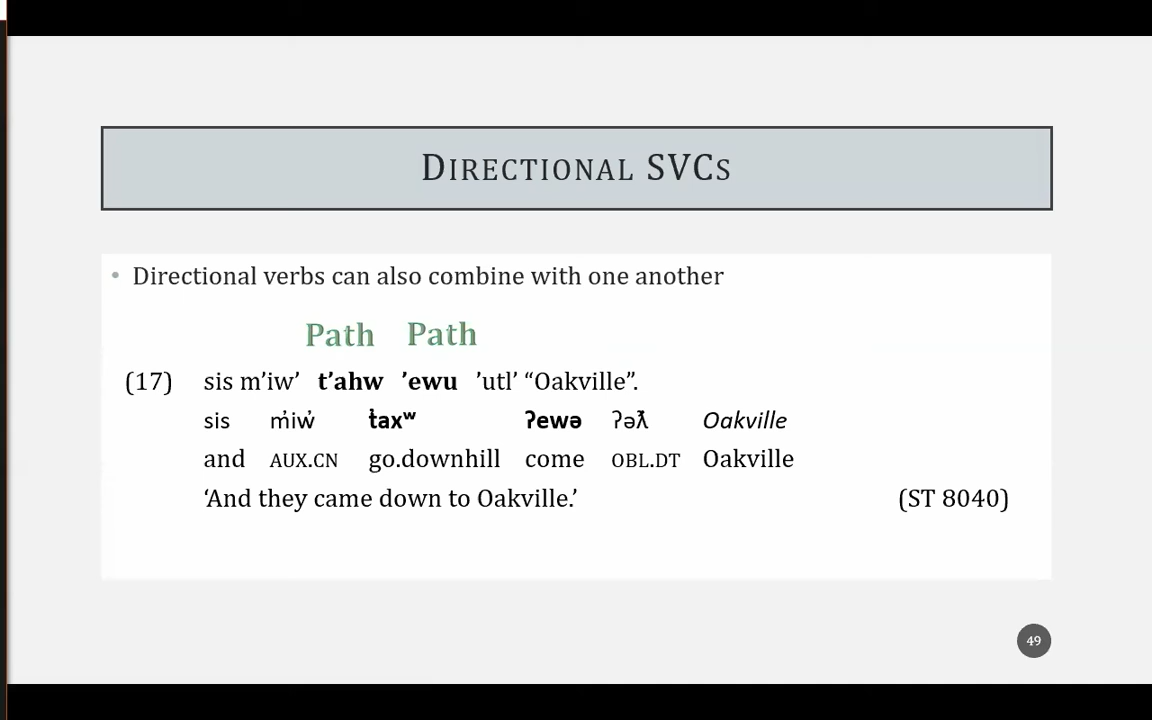 DIRECTIONAL SVCS
• Directional verbs can also combine with one another
Path Path
(17) sis m’iw’ t’ahw ’ewu ’utl’ “Oakville”.
sis m̓iw̓ t̓axʷ ʔewə ʔəƛ̓ Oakville
and AUX.CN go.downhill come OBL.DT Oakville
‘And they came down to Oakville.’ (ST 8040)
49